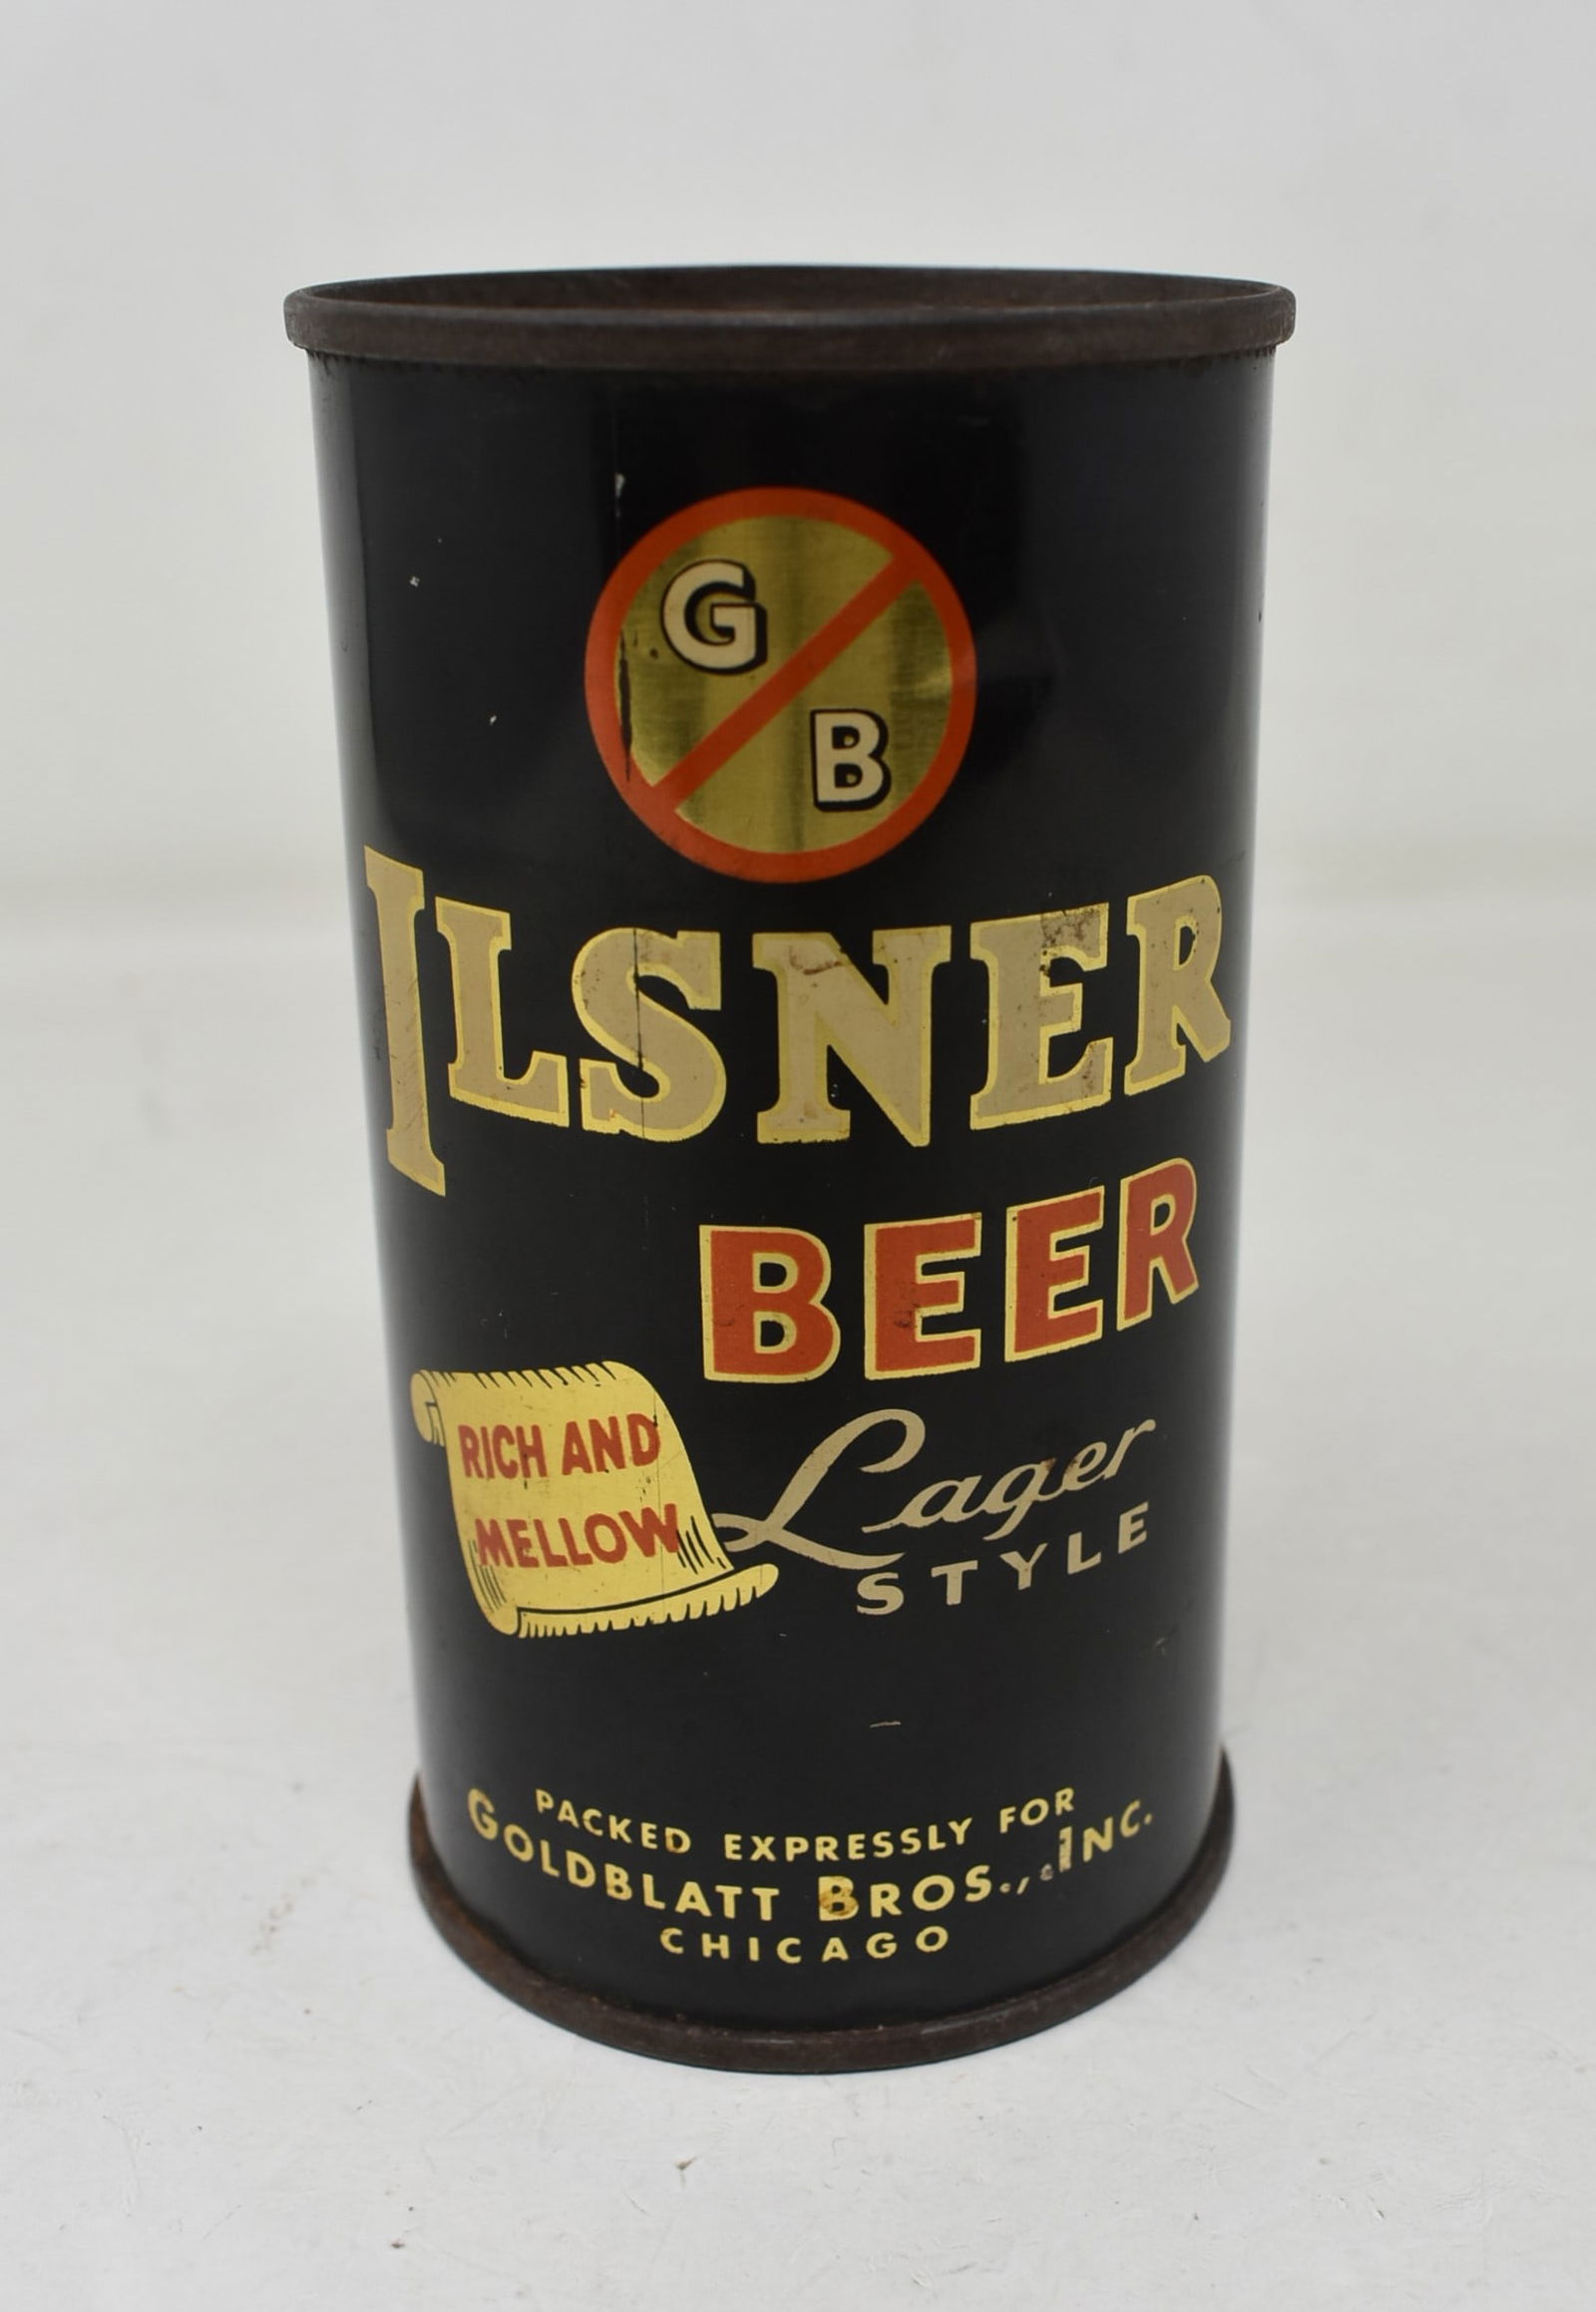 G
B
ILSNER
BEER
RICH AND
MELLOW
Lager
STYLE
PACKED EXPRESSLY FOR
GOLDBLATT BROS., INC.
CHICAGO